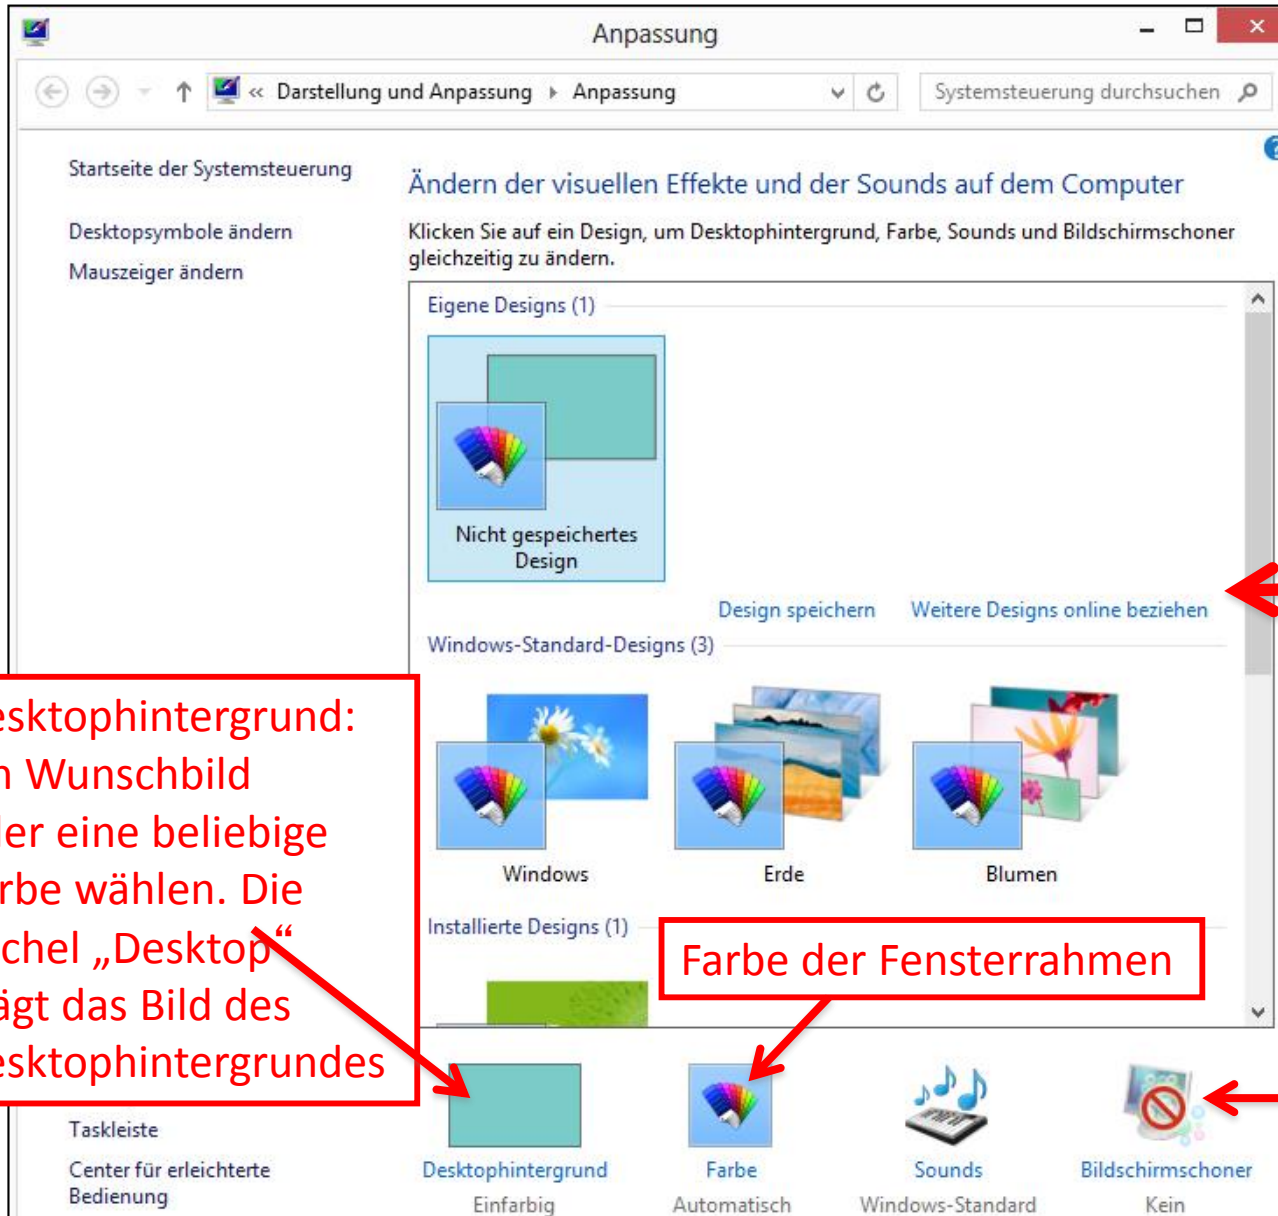 Anpassung
« Darstellung und Anpassung Anpassung
Systemsteuerung durchsuchen
Startseite der Systemsteuerung
Desktopsymbole ändern
Mauszeiger ändern
Ändern der visuellen Effekte und der Sounds auf dem Computer
Klicken Sie auf ein Design, um Desktophintergrund, Farbe, Sounds und Bildschirmschoner
gleichzeitig zu ändern.
Eigene Designs (1)
Nicht gespeichertes
Design
Design speichern Weitere Designs online beziehen
Windows-Standard-Designs (3)
Windows Erde Blumen
Installierte Designs (1)
esktophintergrund:
n Wunschbild
ler eine beliebige
rbe wählen. Die
chel „Desktop“
ägt das Bild des
esktophintergrundes
Farbe der Fensterrahmen
Taskleiste
Center für erleichterte
Bedienung
Desktophintergrund
Einfarbig
Farbe
Automatisch
Sounds
Windows-Standard
Bildschirmschoner
Kein